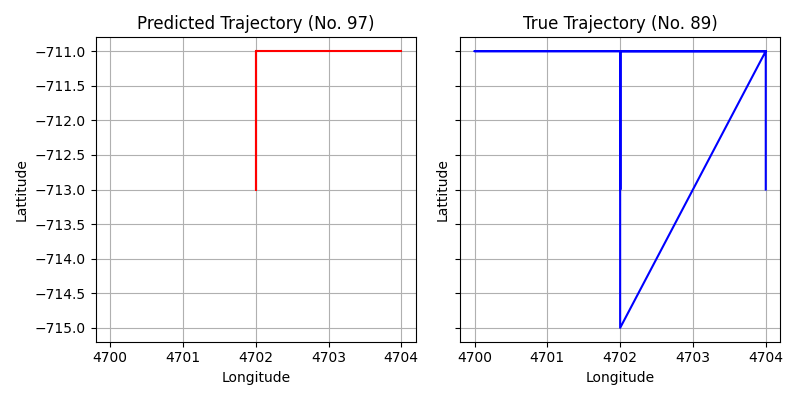 Predicted Trajectory (No. 97)
True Trajectory (No. 89)
−711.0
−711.5
−712.0
−712.5
−713.0
−713.5
−714.0
−714.5
−715.0
Lattitude
Lattitude
4700 4701 4702 4703 4704
4700 4701 4702 4703 4704
Longitude
Longitude